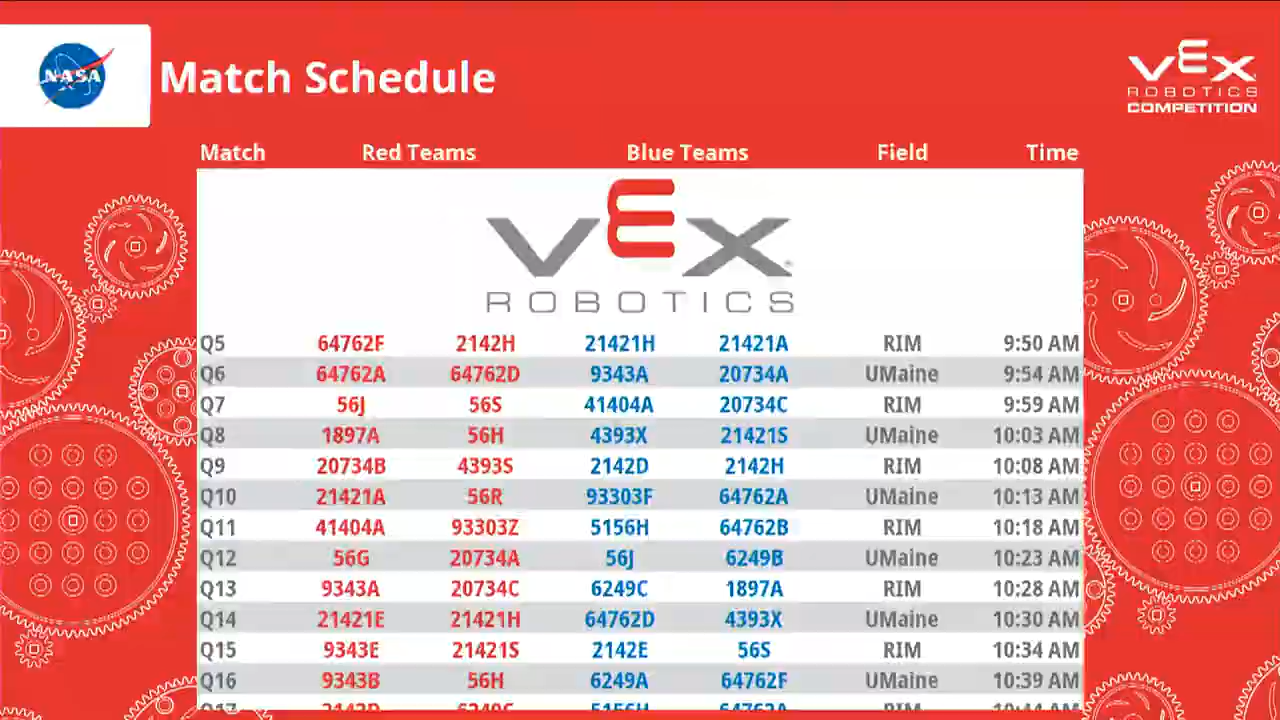 NASA
Match Schedule
VEX
ROBOTICS
COMPETITION
Match Red Teams Blue Teams Field Time
VEX
ROBOTICS
Q5 64762F 2142H 21421H 21421A RIM 9:50 AM
Q6 64762A 64762D 9343A 20734A UMaine 9:54 AM
Q7 56J 56S 41404A 20734C RIM 9:59 AM
Q8 1897A 56H 4393X 21421S UMaine 10:03 AM
Q9 20734B 4393S 2142D 2142H RIM 10:08 AM
Q10 21421A 56R 93303F 64762A UMaine 10:13 AM
Q11 41404A 93303Z 5156H 64762B RIM 10:18 AM
Q12 56G 20734A 56J 6249B UMaine 10:23 AM
Q13 9343A 20734C 6249C 1897A RIM 10:28 AM
Q14 21421E 21421H 64762D 4393X UMaine 10:30 AM
Q15 9343E 21421S 2142E 56S RIM 10:34 AM
Q16 9343B 56H 6249A 64762F UMaine 10:39 AM